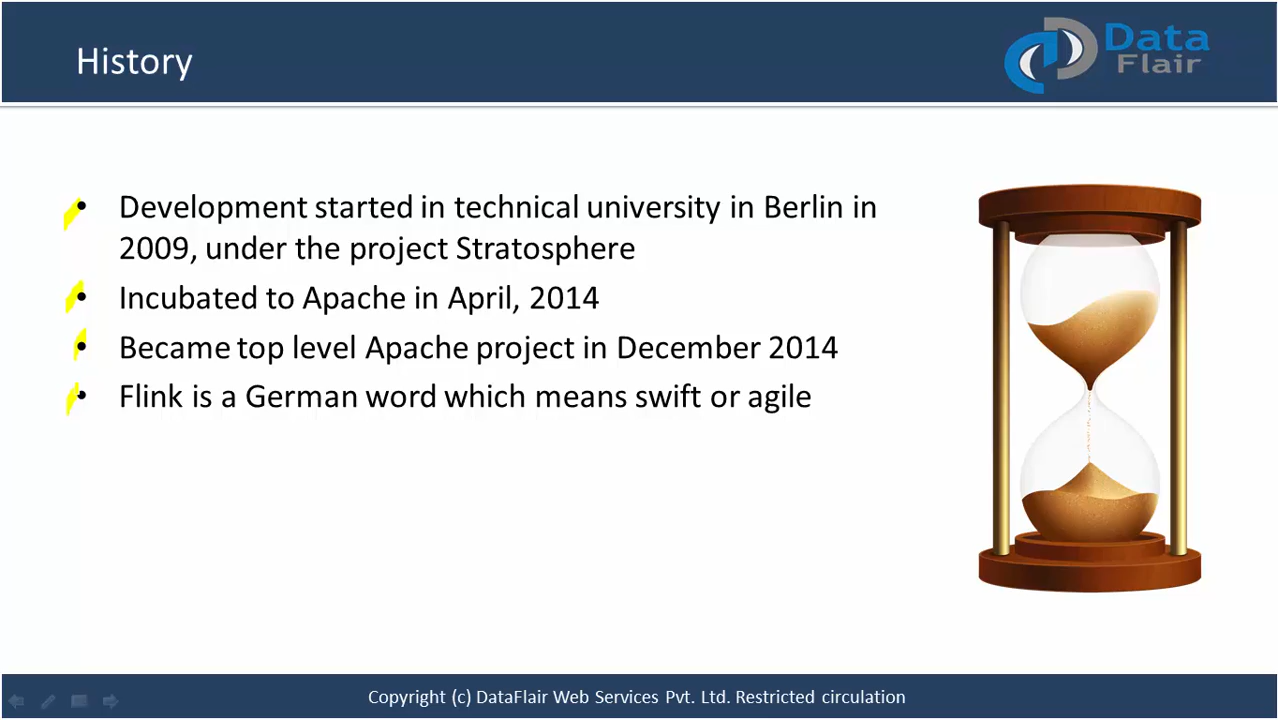 History
Data
Flair
• Development started in technical university in Berlin in
2009, under the project Stratosphere
• Incubated to Apache in April, 2014
• Became top level Apache project in December 2014
• Flink is a German word which means swift or agile
Copyright (c) DataFlair Web Services Pvt. Ltd. Restricted circulation